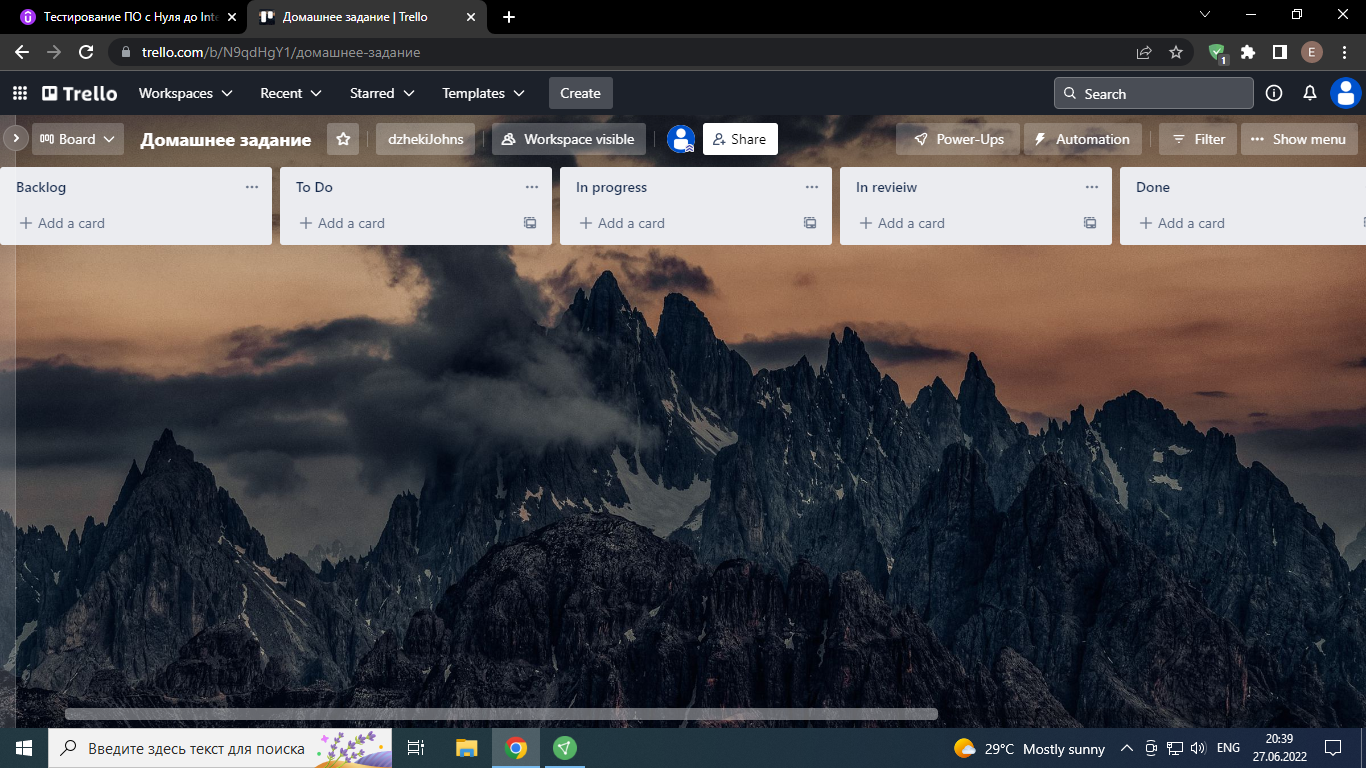 Тестирование ПО с Нуля до Inte
Домашнее задание | Trello
trello.com/b/N9qdHgY1/домашнее-задание
1
E
Trello
Workspaces
Recent
Starred
Templates
Create
Search
Board
Домашнее задание
dzhekiJohns
Workspace visible
Share
Power-Ups
Automation
Filter
Show menu
Backlog
To Do
In progress
In revieiw
Done
Add a card
Add a card
Add a card
Add a card
Add a card
Введите здесь текст для поиска
29°C Mostly sunny
ENG
20:39
27.06.2022